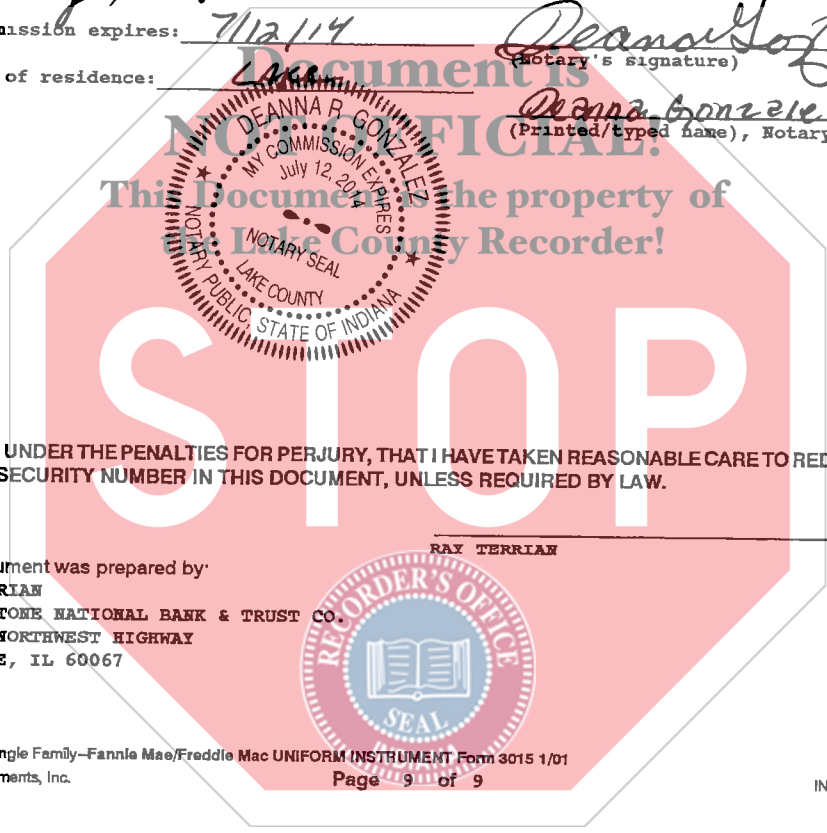 ission expires: 7/12/14
of residence: LAKE
Deanna Goz
(Notary's signature)
Deanna Gonzale
(Printed/typed name), Notary
Document is
NOT OFFICIAL!
This Document is the property of
the Lake County Recorder!
DEANNA R. GONZALEZ
MY COMMISSION EXPIRES
July 12, 2014
NOTARY SEAL
LAKE COUNTY
NOTARY PUBLIC, STATE OF INDIANA
STOP
UNDER THE PENALTIES FOR PERJURY, THAT I HAVE TAKEN REASONABLE CARE TO RED
SECURITY NUMBER IN THIS DOCUMENT, UNLESS REQUIRED BY LAW.
RAY TERRIAN
ument was prepared by:
RIAN
TONE NATIONAL BANK & TRUST CO.
NORTHWEST HIGHWAY
E, IL 60067
RECORDER'S OFFICE
SEAL
INDIANA
ngle Family–Fannie Mae/Freddie Mac UNIFORM INSTRUMENT Form 3015 1/01
ments, Inc.
Page 9 of 9
IN